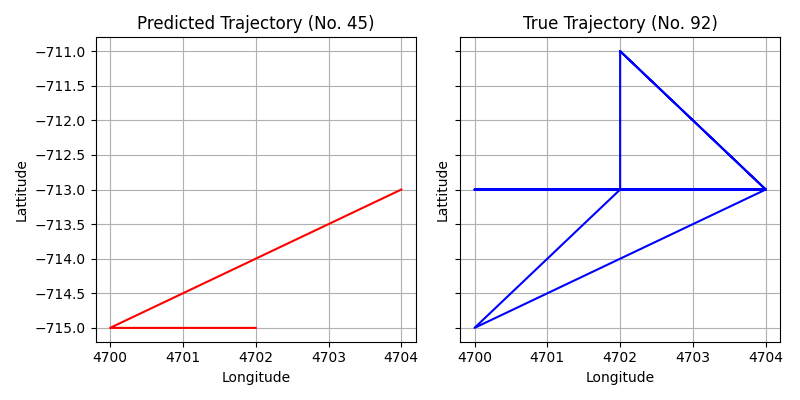 Predicted Trajectory (No. 45)
Lattitude
−711.0
−711.5
−712.0
−712.5
−713.0
−713.5
−714.0
−714.5
−715.0
4700 4701 4702 4703 4704
Longitude
True Trajectory (No. 92)
Lattitude
4700 4701 4702 4703 4704
Longitude